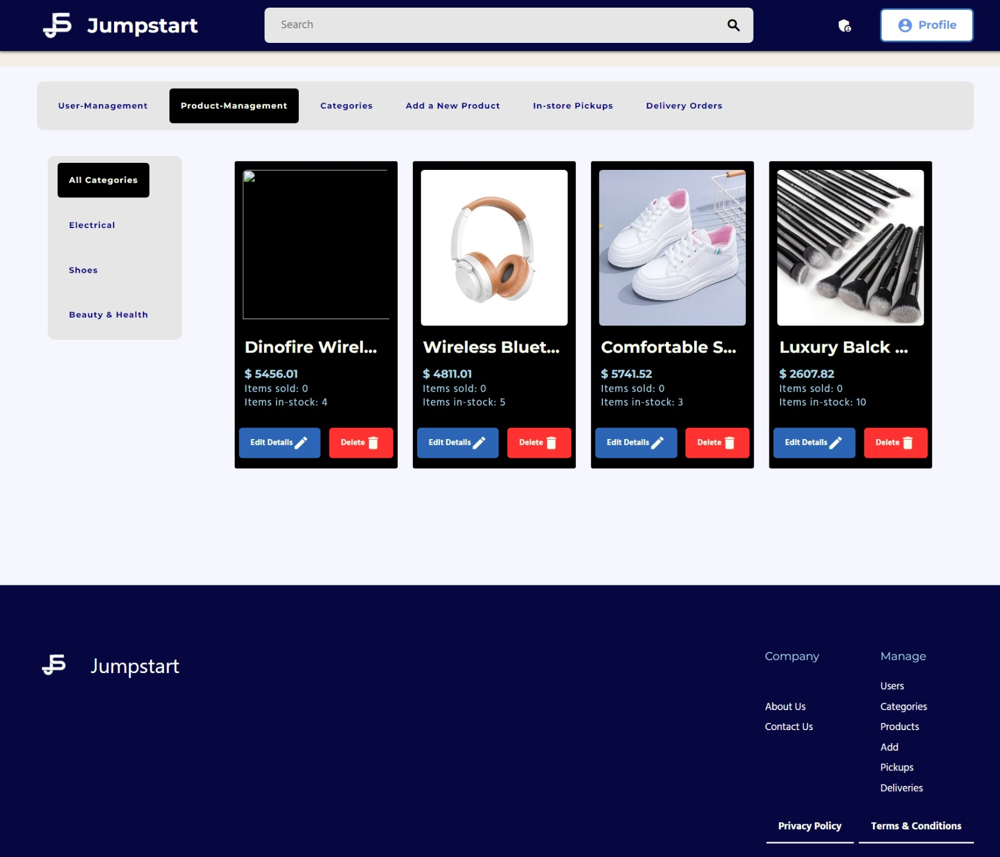 Jumpstart
Search
Profile
User-Management
Product-Management
Categories
Add a New Product
In-store Pickups
Delivery Orders
All Categories
Electrical
Shoes
Beauty & Health
Dinofire Wirel...
$ 5456.01
Items sold: 0
Items in-stock: 4
Edit Details
Delete
Wireless Bluet...
$ 4811.01
Items sold: 0
Items in-stock: 5
Edit Details
Delete
Comfortable S...
$ 5741.52
Items sold: 0
Items in-stock: 3
Edit Details
Delete
Luxury Balck ...
$ 2607.82
Items sold: 0
Items in-stock: 10
Edit Details
Delete
Jumpstart
Company
About Us
Contact Us
Manage
Users
Categories
Products
Add
Pickups
Deliveries
Privacy Policy
Terms & Conditions